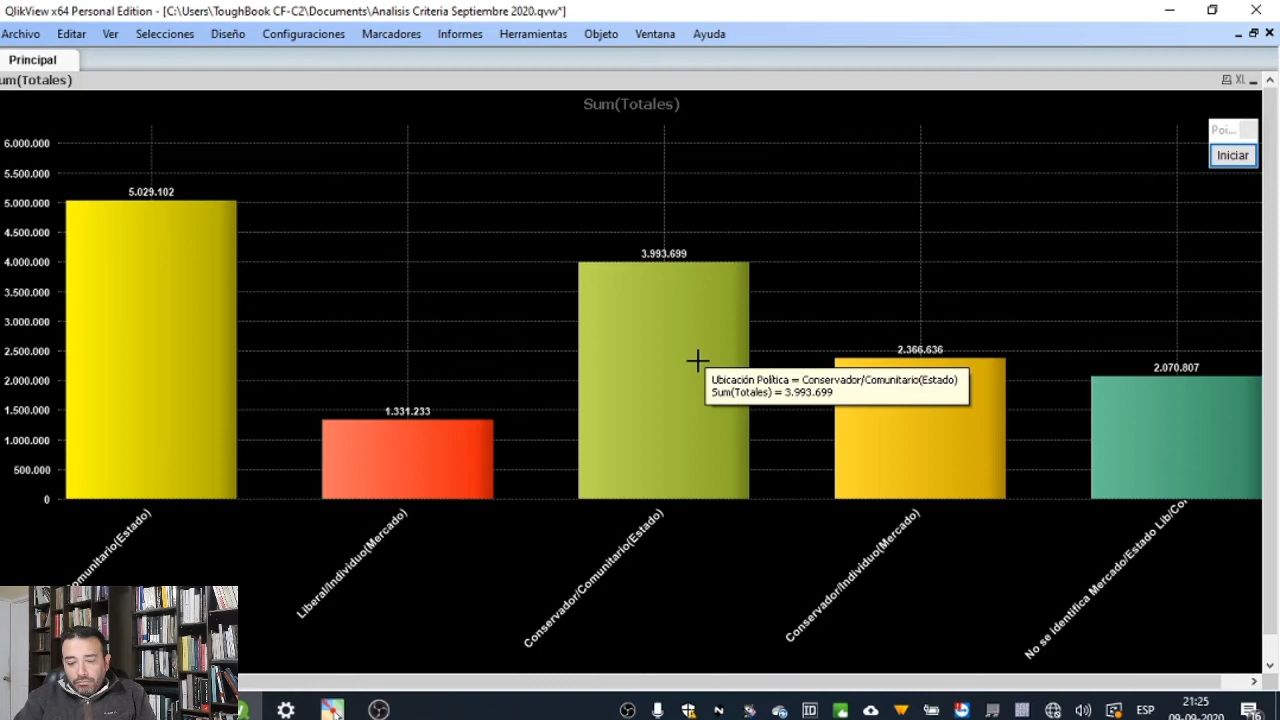 QlikView x64 Personal Edition - [C:\Users\ToughBook CF-C2\Documents\Analisis Criteria Septiembre 2020.qvw*]
Archivo Editar Ver Selecciones Diseño Configuraciones Marcadores Informes Herramientas Objeto Ventana Ayuda
Principal
um(Totales)
XL
Sum(Totales)
Poi...
Iniciar
6.000.000
5.500.000
5.000.000
4.500.000
4.000.000
3.500.000
3.000.000
2.500.000
2.000.000
1.500.000
1.000.000
500.000
0
5.029.102
1.331.233
3.993.699
2.366.636
2.070.807
Ubicación Política = Conservador/Comunitario(Estado)
Sum(Totales) = 3.993.699
omunitario(Estado)
Liberal/Individuo(Mercado)
Conservador/Comunitario(Estado)
Conservador/Individuo(Mercado)
No se identifica Mercado/Estado Lib/Co
ESP
21:25
09-09-2020